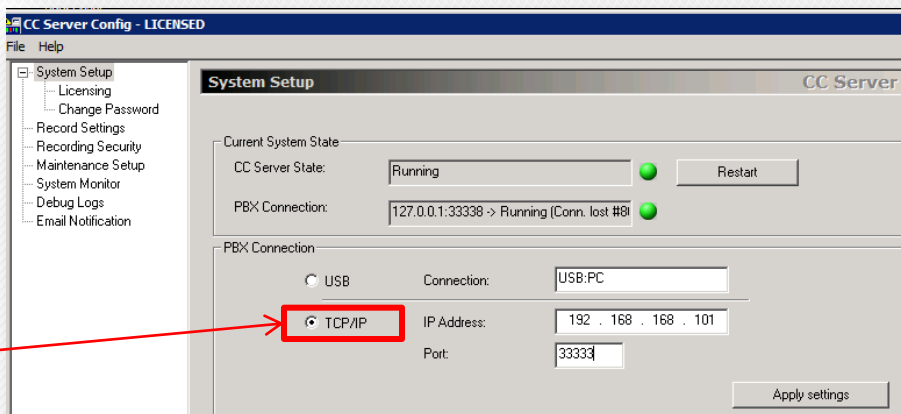 CC Server Config - LICENSED
File Help
System Setup
Licensing
Change Password
Record Settings
Recording Security
Maintenance Setup
System Monitor
Debug Logs
Email Notification
System Setup CC Server
Current System State
CC Server State: Running Restart
PBX Connection: 127.0.0.1:33338 -> Running (Conn. lost
PBX Connection
USB Connection: USB:PC
TCP/IP IP Address: 192 . 168 . 168 . 101
Port: 33333
Apply settings